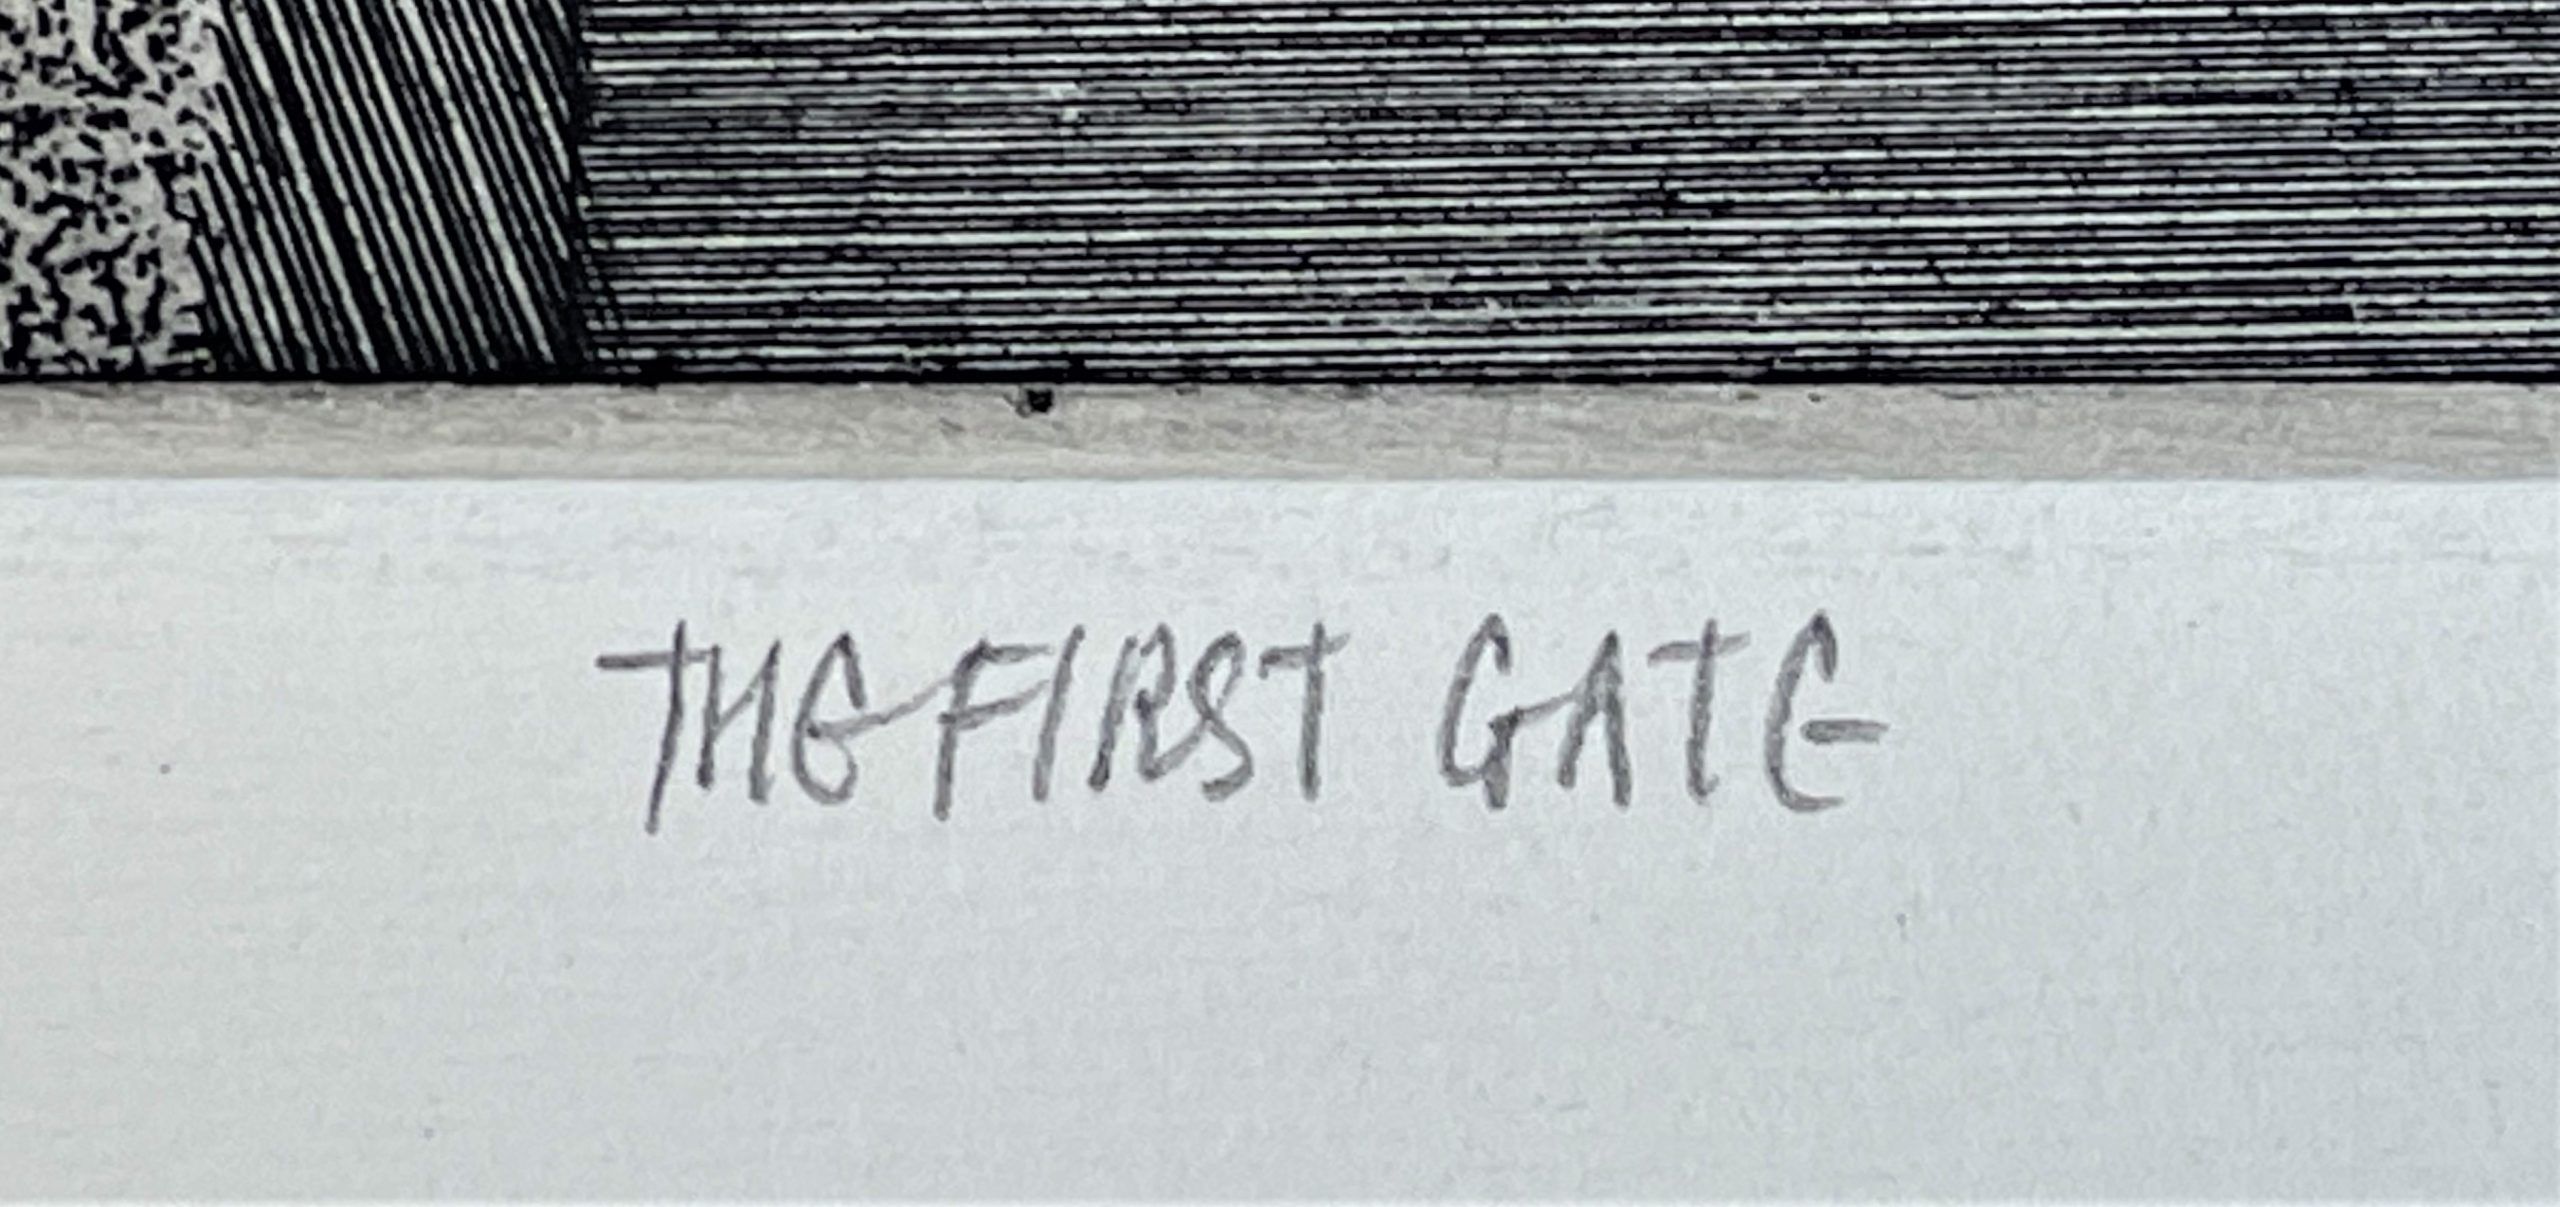 THE FIRST GATE